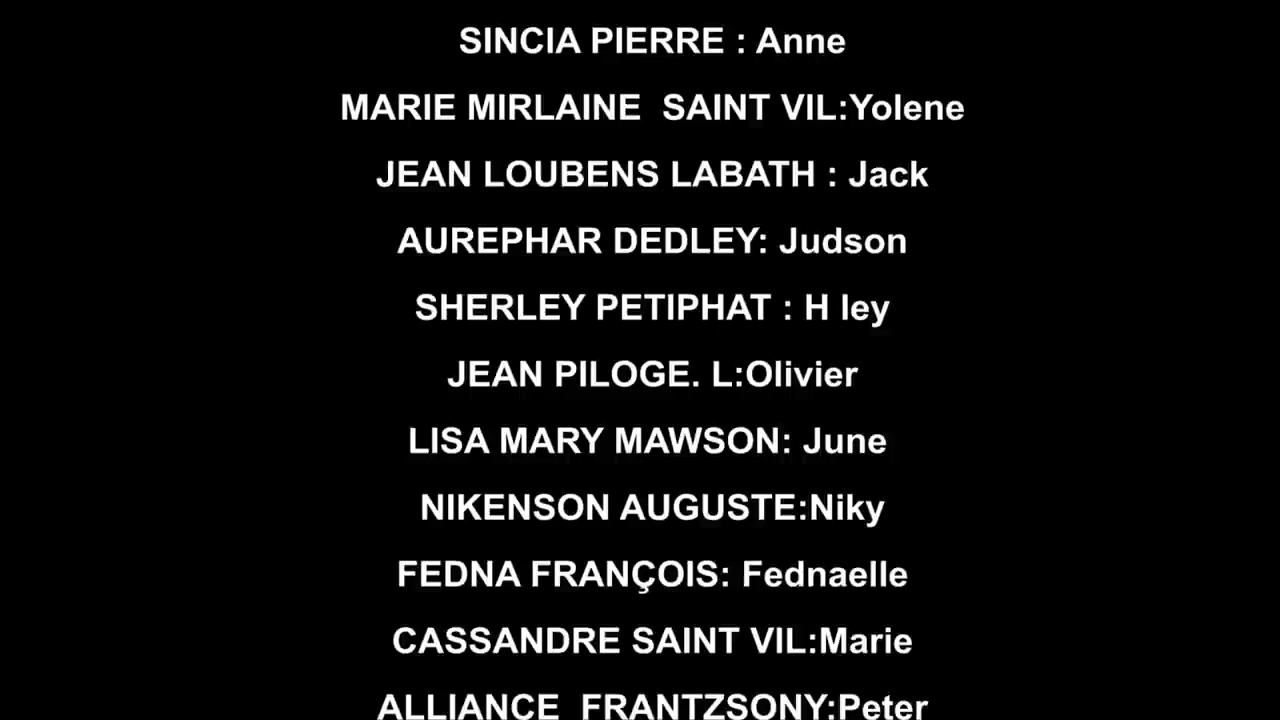 SINCIA PIERRE : Anne
MARIE MIRLAINE  SAINT VIL:Yolene
JEAN LOUBENS LABATH : Jack
AUREPHAR DEDLEY: Judson
SHERLEY PETIPHAT : H ley
JEAN PILOGE. L:Olivier
LISA MARY MAWSON: June
NIKENSON AUGUSTE:Niky
FEDNA FRANÇOIS: Fednaelle
CASSANDRE SAINT VIL:Marie
ALLIANCE  FRANTZSONY:Peter